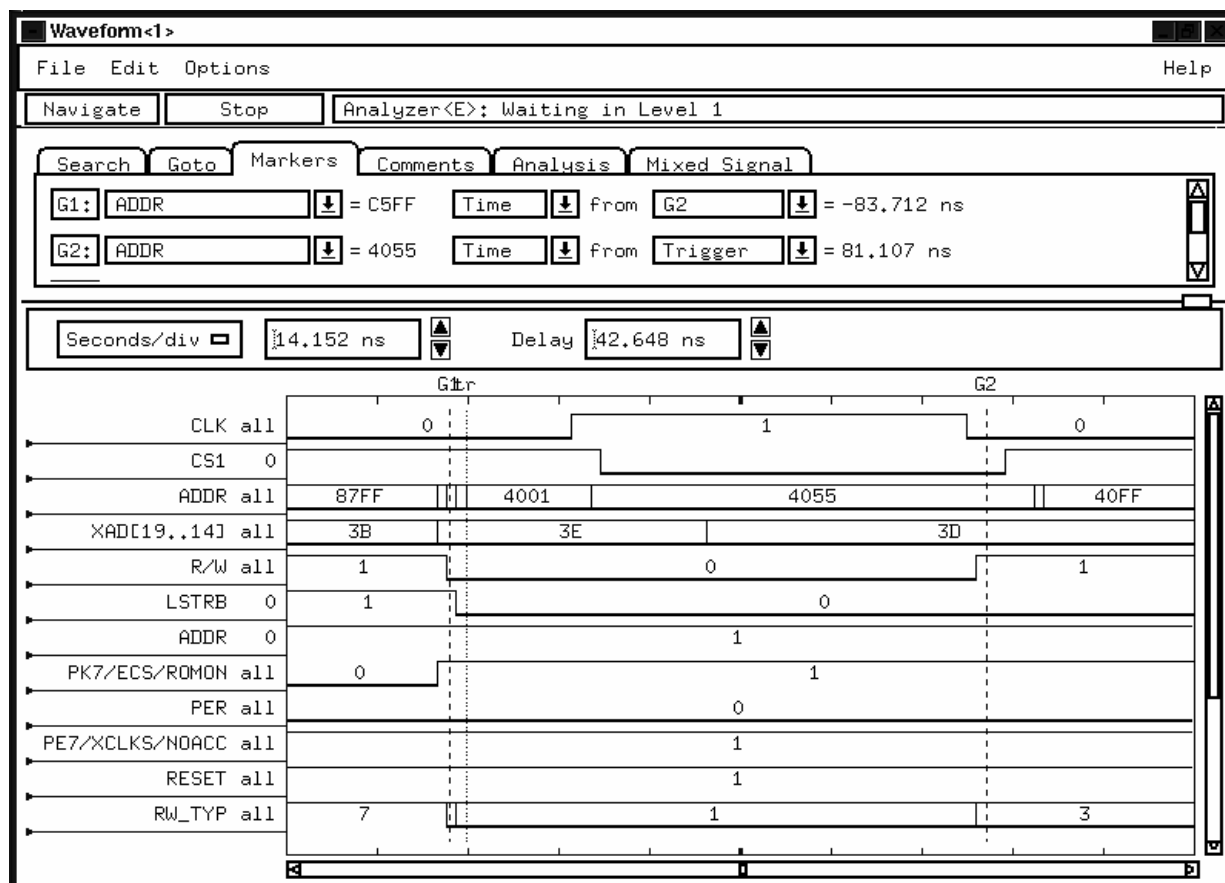 Waveform<1>
File Edit Options Help
Navigate Stop Analyzer<E>: Waiting in Level 1
Search Goto Markers Comments Analysis Mixed Signal
G1: ADDR = C5FF Time from G2 = -83.712 ns
G2: ADDR = 4055 Time from Trigger = 81.107 ns
Seconds/div 14.152 ns Delay 42.648 ns
G1 tr G2
CLK all 0 1 0
CS1 0
ADDR all 87FF 4001 4055 40FF
XAD[19..14] all 3B 3E 3D
R/W all 1 0 1
LSTRB 0 1 0
ADDR 0 1
PK7/ECS/ROMON all 0 1
PER all 0
PE7/XCLKS/NOACC all 1
RESET all 1
RW_TYP all 7 1 3